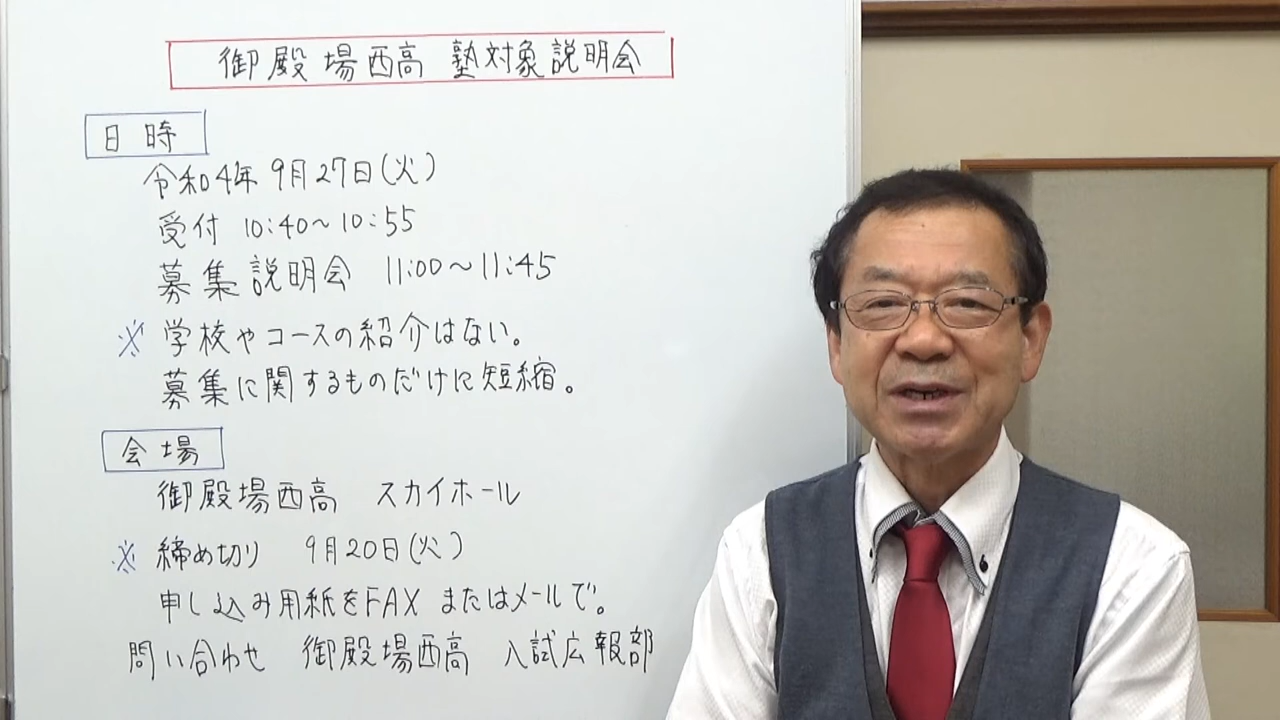 御殿場西高 塾対象説明会
日時
令和4年 9月27日(火)
受付 10:40〜10:55
募集説明会 11:00〜11:45
※ 学校やコースの紹介はない。
募集に関するものだけに短縮。
会場
御殿場西高 スカイホール
※ 締め切り 9月20日(火)
申し込み用紙をFAX またはメールで。
問い合わせ 御殿場西高 入試広報部